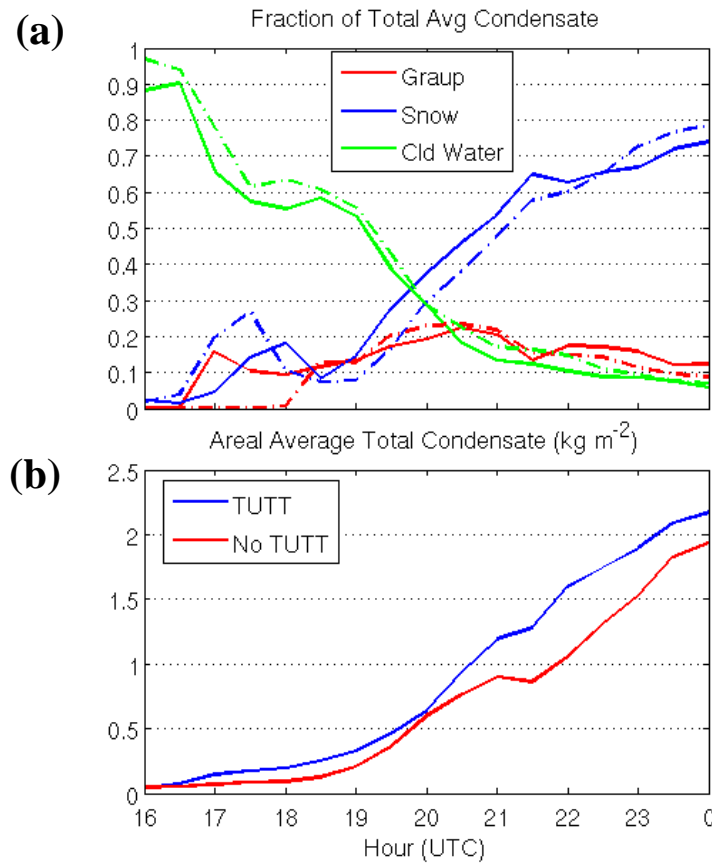 (a)
Fraction of Total Avg Condensate
1
0.9
0.8
0.7
0.6
0.5
0.4
0.3
0.2
0.1
0
Graup
Snow
Cld Water
(b)
Areal Average Total Condensate (kg m⁻²)
2.5
2
1.5
1
0.5
0
TUTT
No TUTT
16 17 18 19 20 21 22 23 0
Hour (UTC)